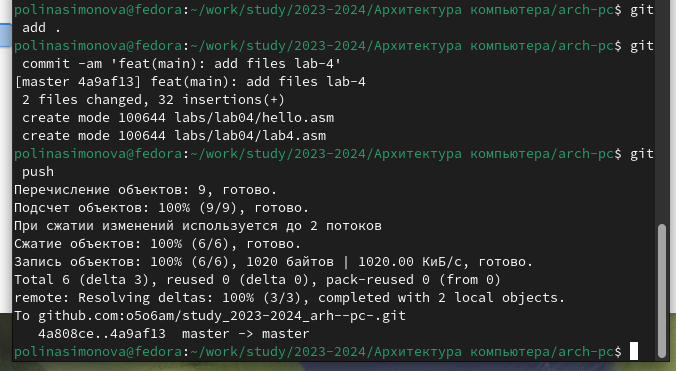 polinasimonova@fedora:~/work/study/2023-2024/Архитектура компьютера/arch-pc$ git
 add .
polinasimonova@fedora:~/work/study/2023-2024/Архитектура компьютера/arch-pc$ git
 commit -am 'feat(main): add files lab-4'
[master 4a9af13] feat(main): add files lab-4
 2 files changed, 32 insertions(+)
 create mode 100644 labs/lab04/hello.asm
 create mode 100644 labs/lab04/lab4.asm
polinasimonova@fedora:~/work/study/2023-2024/Архитектура компьютера/arch-pc$ git
 push
Перечисление объектов: 9, готово.
Подсчет объектов: 100% (9/9), готово.
При сжатии изменений используется до 2 потоков
Сжатие объектов: 100% (6/6), готово.
Запись объектов: 100% (6/6), 1020 байтов | 1020.00 КиБ/с, готово.
Total 6 (delta 3), reused 0 (delta 0), pack-reused 0 (from 0)
remote: Resolving deltas: 100% (3/3), completed with 2 local objects.
To github.com:o5o6am/study_2023-2024_arh--pc-.git
   4a808ce..4a9af13  master -> master
polinasimonova@fedora:~/work/study/2023-2024/Архитектура компьютера/arch-pc$